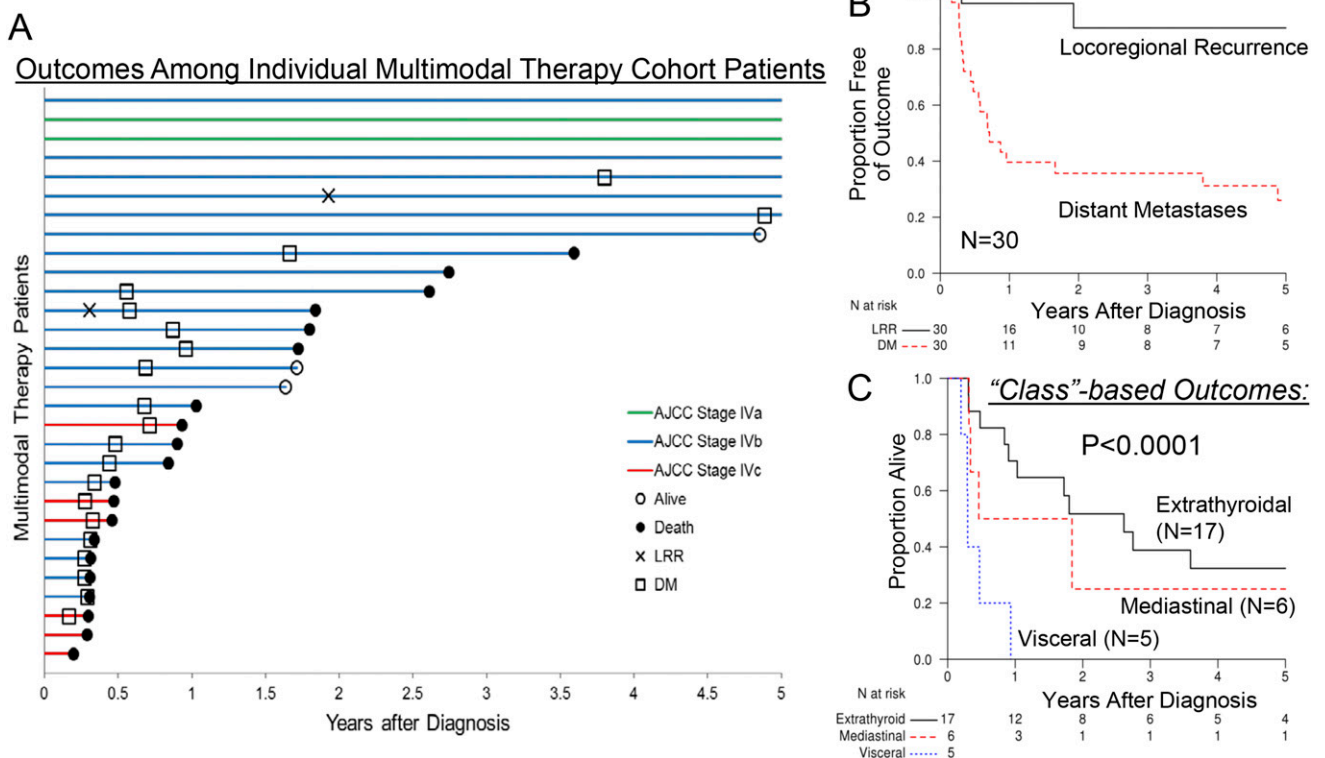 A
Outcomes Among Individual Multimodal Therapy Cohort Patients
Multimodal Therapy Patients
AJCC Stage IVa
AJCC Stage IVb
AJCC Stage IVc
Alive
Death
LRR
DM
0 0.5 1 1.5 2 2.5 3 3.5 4 4.5 5
Years after Diagnosis
B
Proportion Free
of Outcome
0.8
0.6
0.4
0.2
0.0
Locoregional Recurrence
Distant Metastases
N=30
0 1 2 3 4 5
N at risk
Years After Diagnosis
LRR 30 16 10 8 7 6
DM 30 11 9 8 7 5
C
"Class"-based Outcomes:
P<0.0001
Proportion Alive
1.0
0.8
0.6
0.4
0.2
0.0
Extrathyroidal
(N=17)
Mediastinal (N=6)
Visceral (N=5)
0 1 2 3 4 5
N at risk
Years After Diagnosis
Extrathyroid 17 12 8 6 5 4
Mediastinal 6 3 1 1 1 1
Visceral 5